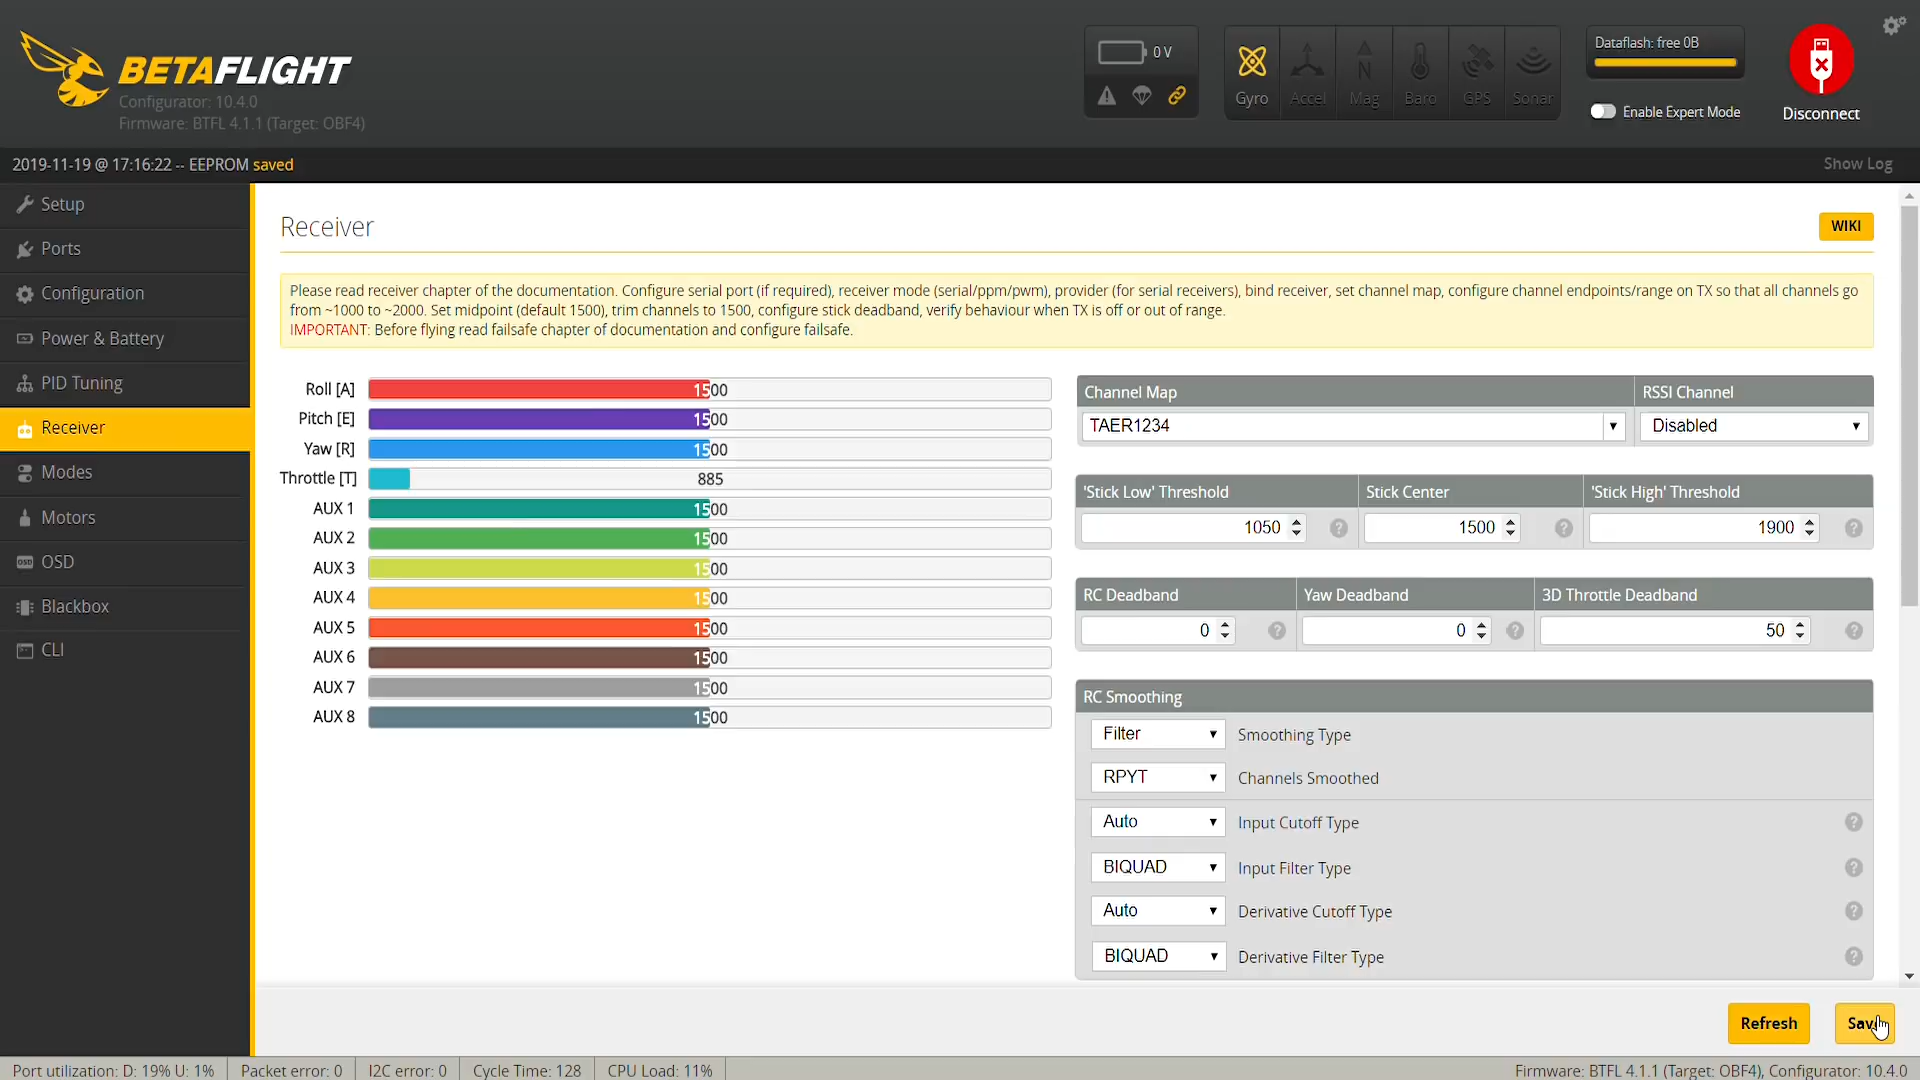 BETAFLIGHT
Configurator: 10.4.0
Firmware: BTFL 4.1.1 (Target: OBF4)
0 V
Gyro
Accel
Mag
Baro
GPS
Sonar
Dataflash: free 0B
Enable Expert Mode
Disconnect
2019-11-19 @ 17:16:22 -- EEPROM saved
Show Log
Setup
Ports
Configuration
Power & Battery
PID Tuning
Receiver
Modes
Motors
OSD
Blackbox
CLI
Receiver
WIKI
Please read receiver chapter of the documentation. Configure serial port (if required), receiver mode (serial/ppm/pwm), provider (for serial receivers), bind receiver, set channel map, configure channel endpoints/range on TX so that all channels go
from ~1000 to ~2000. Set midpoint (default 1500), trim channels to 1500, configure stick deadband, verify behaviour when TX is off or out of range.
IMPORTANT: Before flying read failsafe chapter of documentation and configure failsafe.
Roll [A] 1500
Pitch [E] 1500
Yaw [R] 1500
Throttle [T] 885
AUX 1 1500
AUX 2 1500
AUX 3 1500
AUX 4 1500
AUX 5 1500
AUX 6 1500
AUX 7 1500
AUX 8 1500
Channel Map
RSSI Channel
TAER1234
Disabled
'Stick Low' Threshold
Stick Center
'Stick High' Threshold
1050
1500
1900
RC Deadband
Yaw Deadband
3D Throttle Deadband
0
0
50
RC Smoothing
Filter Smoothing Type
RPYT Channels Smoothed
Auto Input Cutoff Type
BIQUAD Input Filter Type
Auto Derivative Cutoff Type
BIQUAD Derivative Filter Type
Refresh
Port utilization: D: 19% U: 1%
Packet error: 0
I2C error: 0
Cycle Time: 128
CPU Load: 11%
Firmware: BTFL 4.1.1 (Target: OBF4), Configurator: 10.4.0